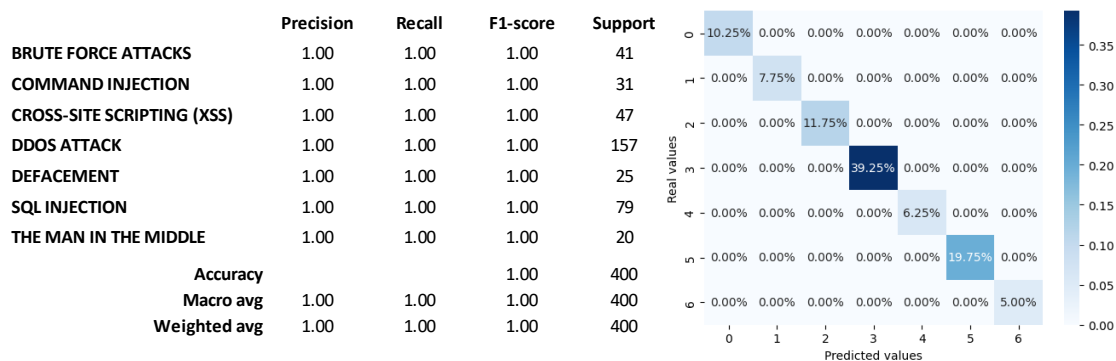 Precision Recall F1-score Support
BRUTE FORCE ATTACKS 1.00 1.00 1.00 41
COMMAND INJECTION 1.00 1.00 1.00 31
CROSS-SITE SCRIPTING (XSS) 1.00 1.00 1.00 47
DDOS ATTACK 1.00 1.00 1.00 157
DEFACEMENT 1.00 1.00 1.00 25
SQL INJECTION 1.00 1.00 1.00 79
THE MAN IN THE MIDDLE 1.00 1.00 1.00 20
Accuracy 1.00 400
Macro avg 1.00 1.00 1.00 400
Weighted avg 1.00 1.00 1.00 400
Real values
0 10.25% 0.00% 0.00% 0.00% 0.00% 0.00% 0.00%
1 0.00% 7.75% 0.00% 0.00% 0.00% 0.00% 0.00%
2 0.00% 0.00% 11.75% 0.00% 0.00% 0.00% 0.00%
3 0.00% 0.00% 0.00% 39.25% 0.00% 0.00% 0.00%
4 0.00% 0.00% 0.00% 0.00% 6.25% 0.00% 0.00%
5 0.00% 0.00% 0.00% 0.00% 0.00% 19.75% 0.00%
6 0.00% 0.00% 0.00% 0.00% 0.00% 0.00% 5.00%
0 1 2 3 4 5 6
Predicted values
0.35
0.30
0.25
0.20
0.15
0.10
0.05
0.00